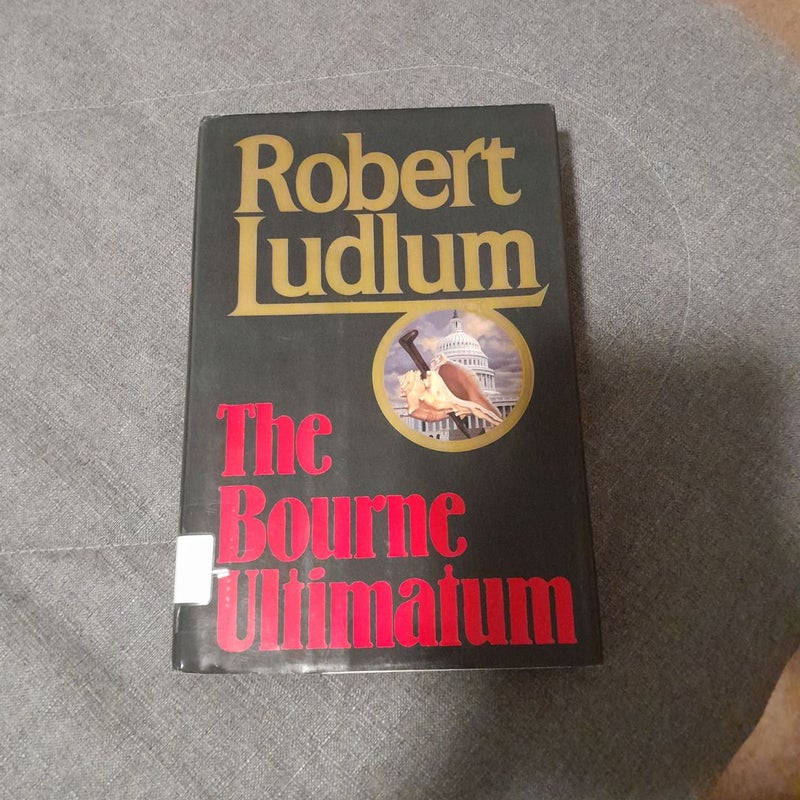 Robert
Ludlum
The
Bourne
Ultimatum